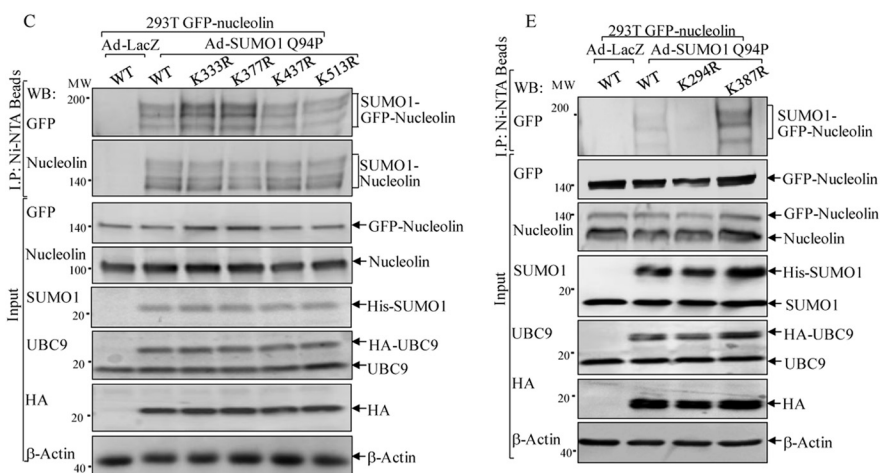 C
293T GFP-nucleolin
Ad-LacZ Ad-SUMO1 Q94P
MW WT WT K333R K377R K437R K513R
I.P: Ni-NTA Beads
WB:
200
GFP
SUMO1-
GFP-Nucleolin
Nucleolin
140
SUMO1-
Nucleolin
Input
GFP
140
GFP-Nucleolin
Nucleolin
100
Nucleolin
SUMO1
20
His-SUMO1
UBC9
20
HA-UBC9
UBC9
HA
20
HA
β-Actin
40
β-Actin
E
293T GFP-nucleolin
Ad-LacZ Ad-SUMO1 Q94P
MW WT WT K294R K387R
I.P: Ni-NTA Beads
WB:
200
GFP
SUMO1-
GFP-Nucleolin
Input
GFP
140
GFP-Nucleolin
140
Nucleolin
GFP-Nucleolin
Nucleolin
SUMO1
20
His-SUMO1
SUMO1
UBC9
20
HA-UBC9
UBC9
HA
20
HA
β-Actin
40
β-Actin